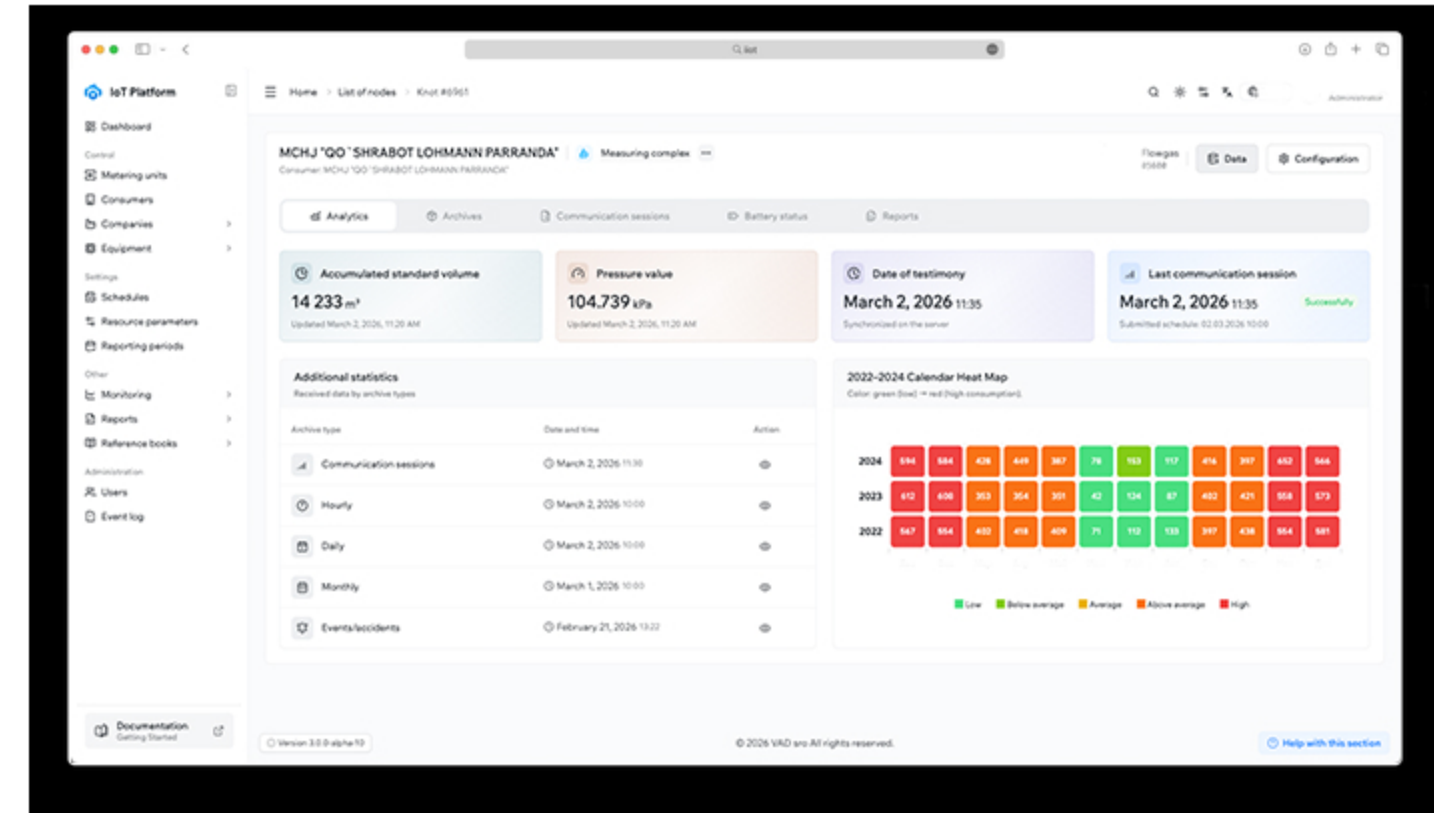 list
IoT Platform
Home > List of nodes > Knot #6961
Administrator
Dashboard
Control
Metering units
Consumers
Companies
Equipment
Settings
Schedules
Resource parameters
Reporting periods
Other
Monitoring
Reports
Reference books
Administration
Users
Event log
Documentation
Getting Started
MCHJ "QO`SHRABOT LOHMANN PARRANDA"
Measuring complex
Consumer: MCHJ "QO`SHRABOT LOHMANN PARRANDA"
Flowgas
Data
Configuration
Analytics
Archives
Communication sessions
Battery status
Reports
Accumulated standard volume
14 233 m³
Updated March 2, 2026, 11:20 AM
Pressure value
104.739 kPa
Updated March 2, 2026, 11:20 AM
Date of testimony
March 2, 2026 11:35
Synchronized on the server
Last communication session
March 2, 2026 11:35
Successfully
Submitted schedule: 02.03.2026 10:00
Additional statistics
Received data by archive types
Archive type Date and time Action
Communication sessions March 2, 2026 11:30
Hourly March 2, 2026 10:00
Daily March 2, 2026 10:00
Monthly March 1, 2026 10:00
Events/accidents February 21, 2026 13:22
2022-2024 Calendar Heat Map
Color: green (low) → red (high consumption).
2024 594 584 428 449 387 78 153 117 416 397 652 566
2023 612 608 353 354 351 42 124 87 402 421 558 573
2022 567 554 402 418 409 71 112 133 397 438 554 581
Low Below average Average Above average High
Version 3.0.0-alpha-10
© 2026 VAD sro All rights reserved.
Help with this section